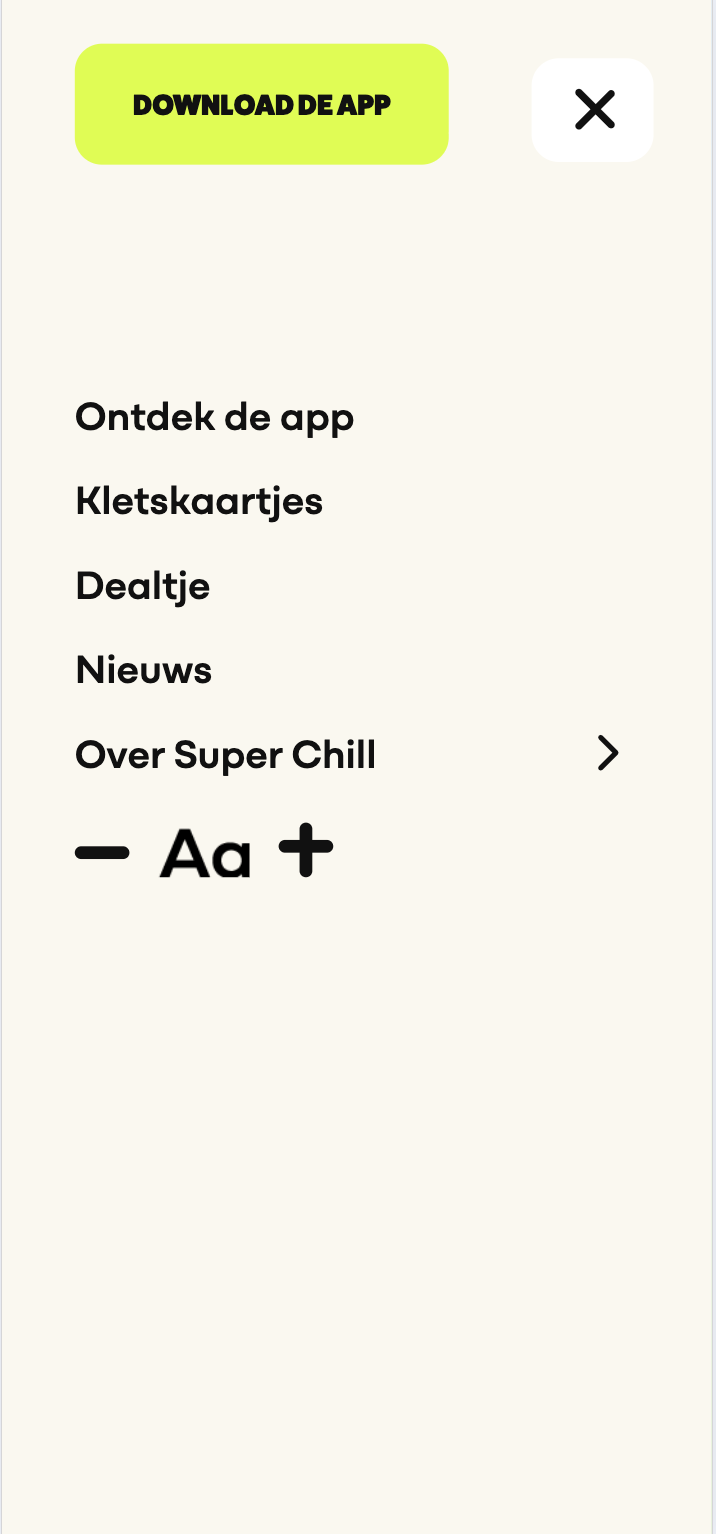 DOWNLOAD DE APP
Ontdek de app
Kletskaartjes
Dealtje
Nieuws
Over Super Chill
Aa